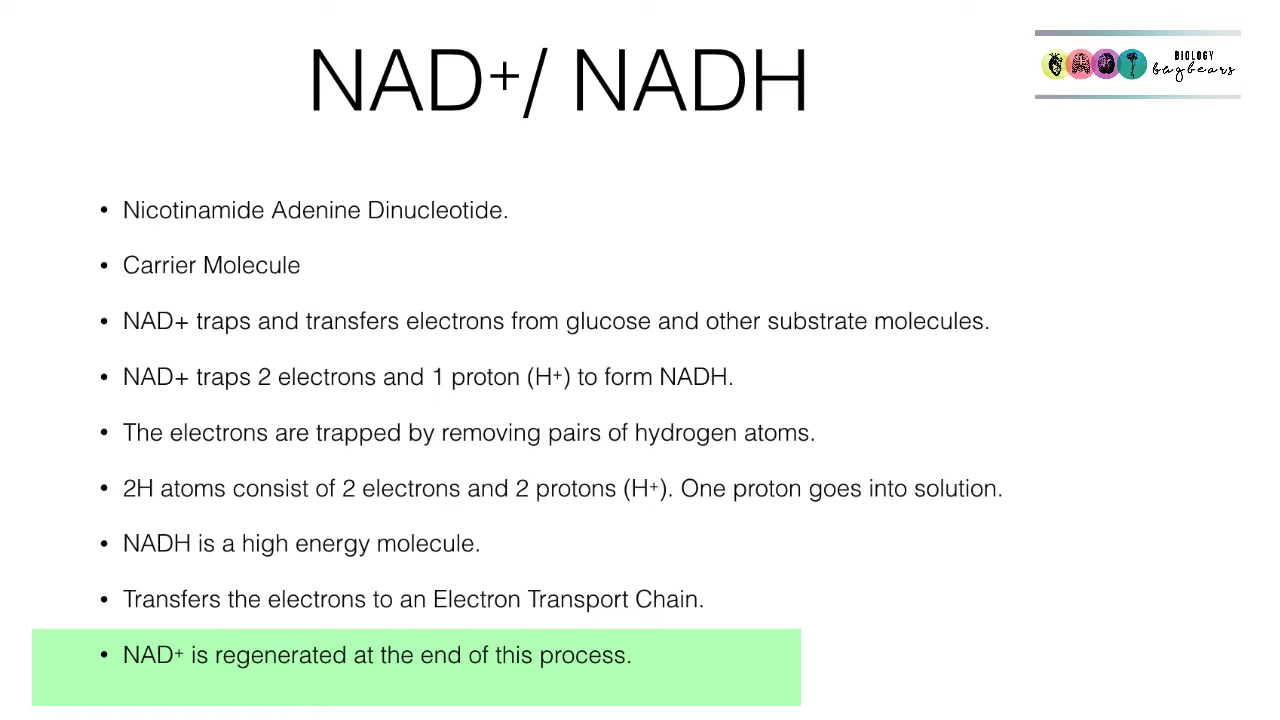 NAD⁺/ NADH
BIOLOGY
bugbears
• Nicotinamide Adenine Dinucleotide.
• Carrier Molecule
• NAD+ traps and transfers electrons from glucose and other substrate molecules.
• NAD+ traps 2 electrons and 1 proton (H⁺) to form NADH.
• The electrons are trapped by removing pairs of hydrogen atoms.
• 2H atoms consist of 2 electrons and 2 protons (H⁺). One proton goes into solution.
• NADH is a high energy molecule.
• Transfers the electrons to an Electron Transport Chain.
• NAD⁺ is regenerated at the end of this process.